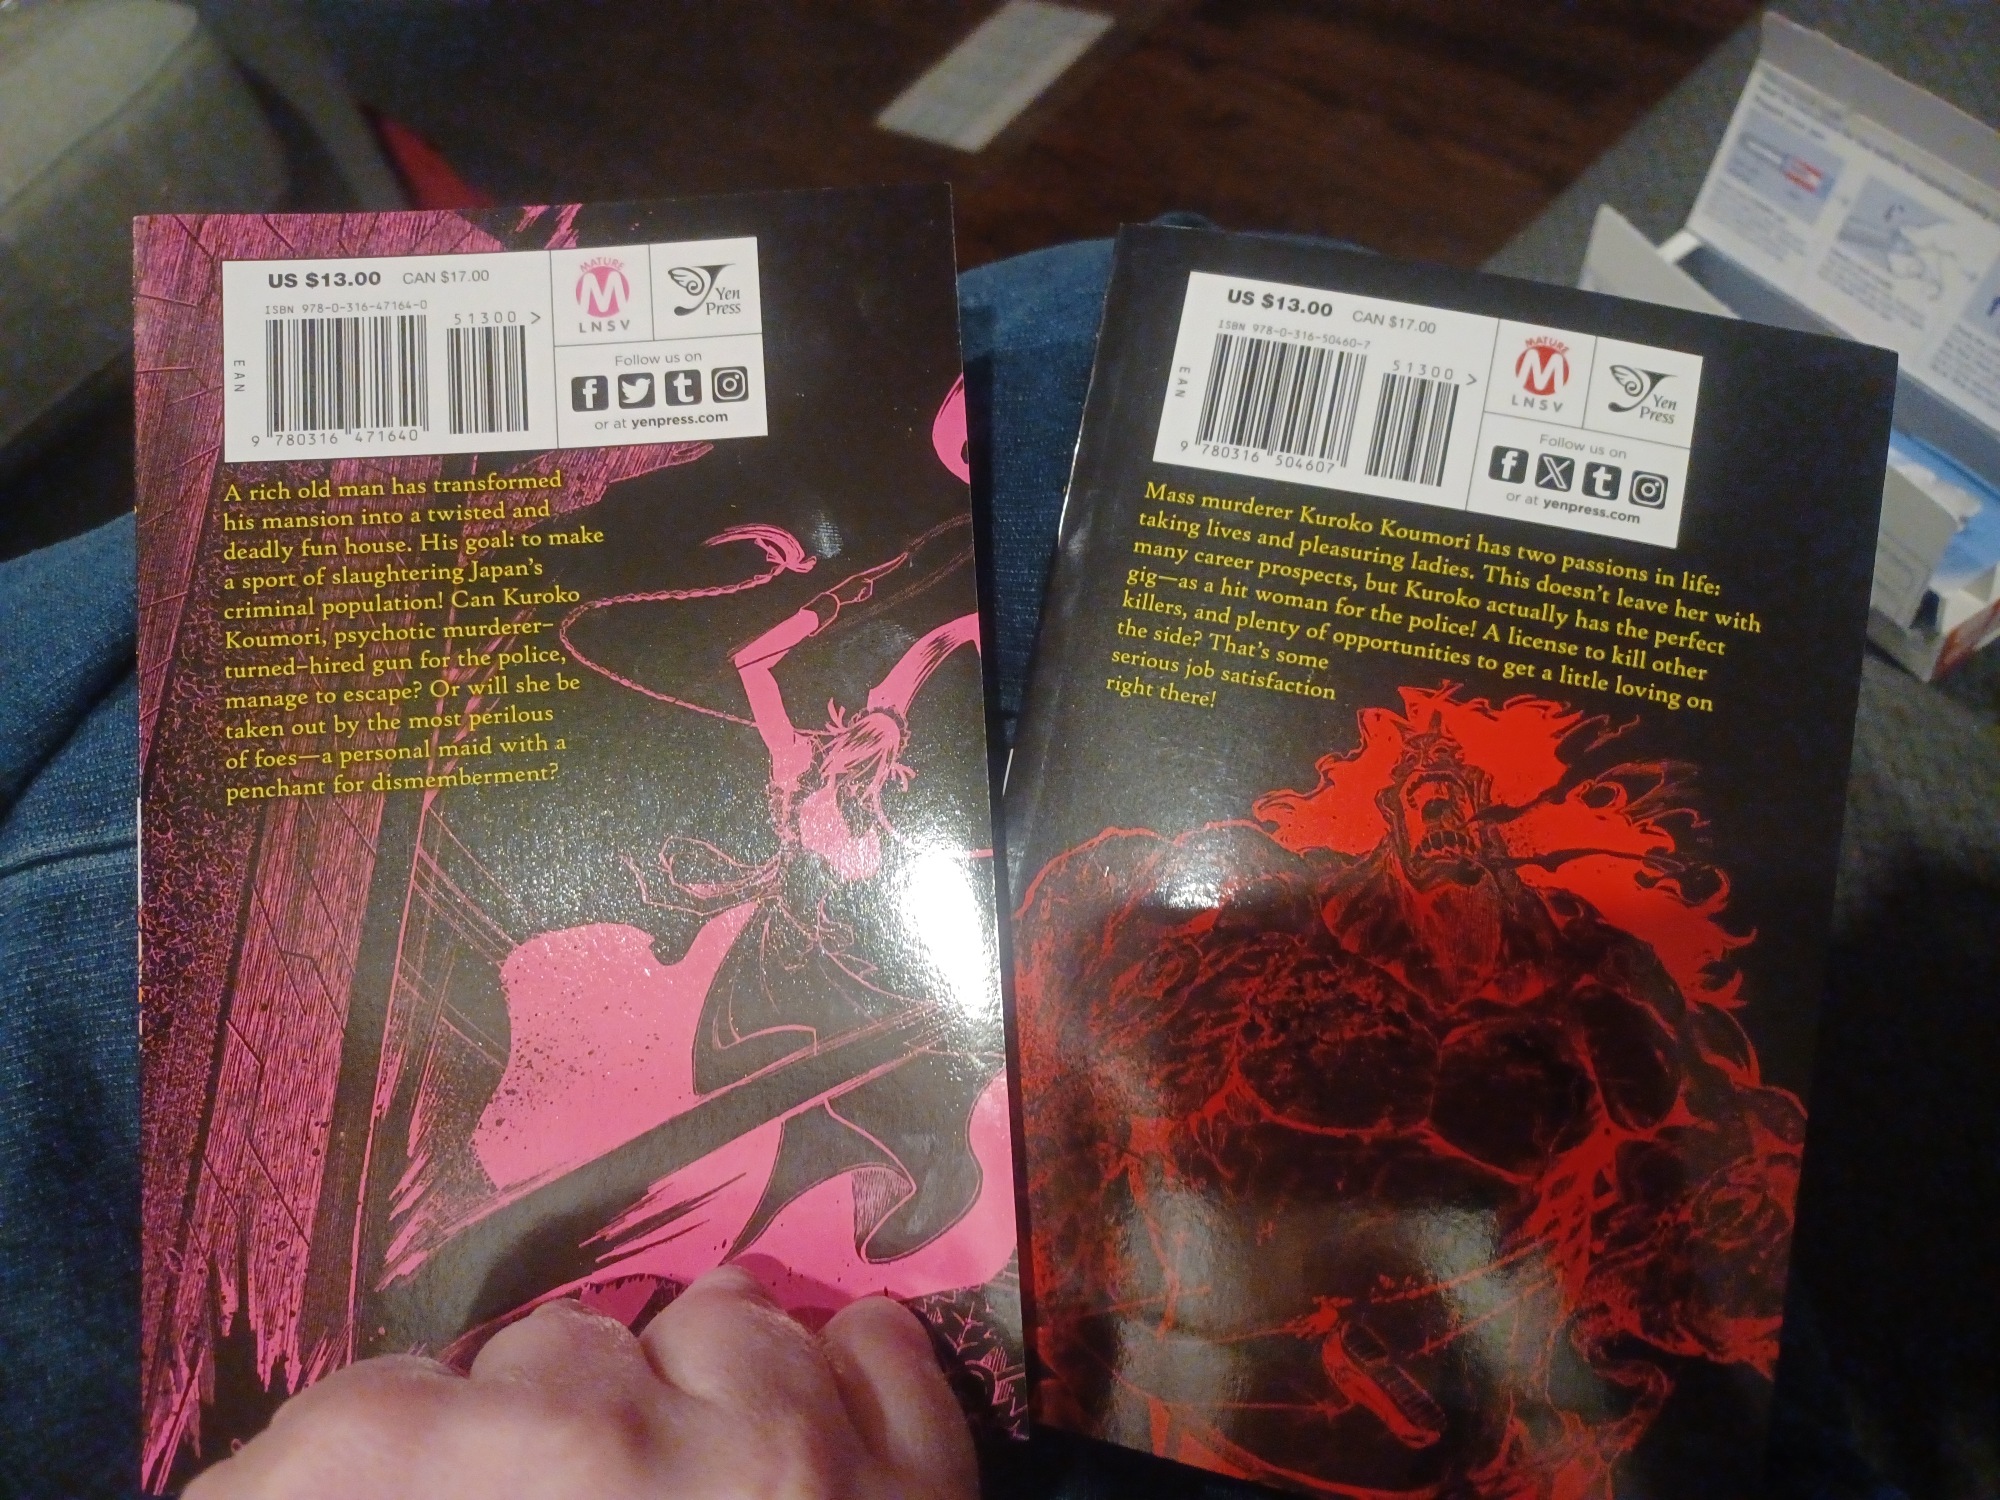 US $13.00 CAN $17.00
ISBN 978-0-316-47164-0
51300 >
EAN
9 780316 471640
MATURE
M
LNSV
Yen
Press
Follow us on
f t
or at yenpress.com
A rich old man has transformed
his mansion into a twisted and
deadly fun house. His goal: to make
a sport of slaughtering Japan's
criminal population! Can Kuroko
Koumori, psychotic murderer–
turned–hired gun for the police,
manage to escape? Or will she be
taken out by the most perilous
of foes—a personal maid with a
penchant for dismemberment?
US $13.00 CAN $17.00
ISBN 978-0-316-50460-7
51300 >
EAN
9 780316 504607
MATURE
M
LNSV
Yen
Press
Follow us on
f X t
or at yenpress.com
Mass murderer Kuroko Koumori has two passions in life:
taking lives and pleasuring ladies. This doesn't leave her with
many career prospects, but Kuroko actually has the perfect
gig—as a hit woman for the police! A license to kill other
killers, and plenty of opportunities to get a little loving on
the side? That's some
serious job satisfaction
right there!